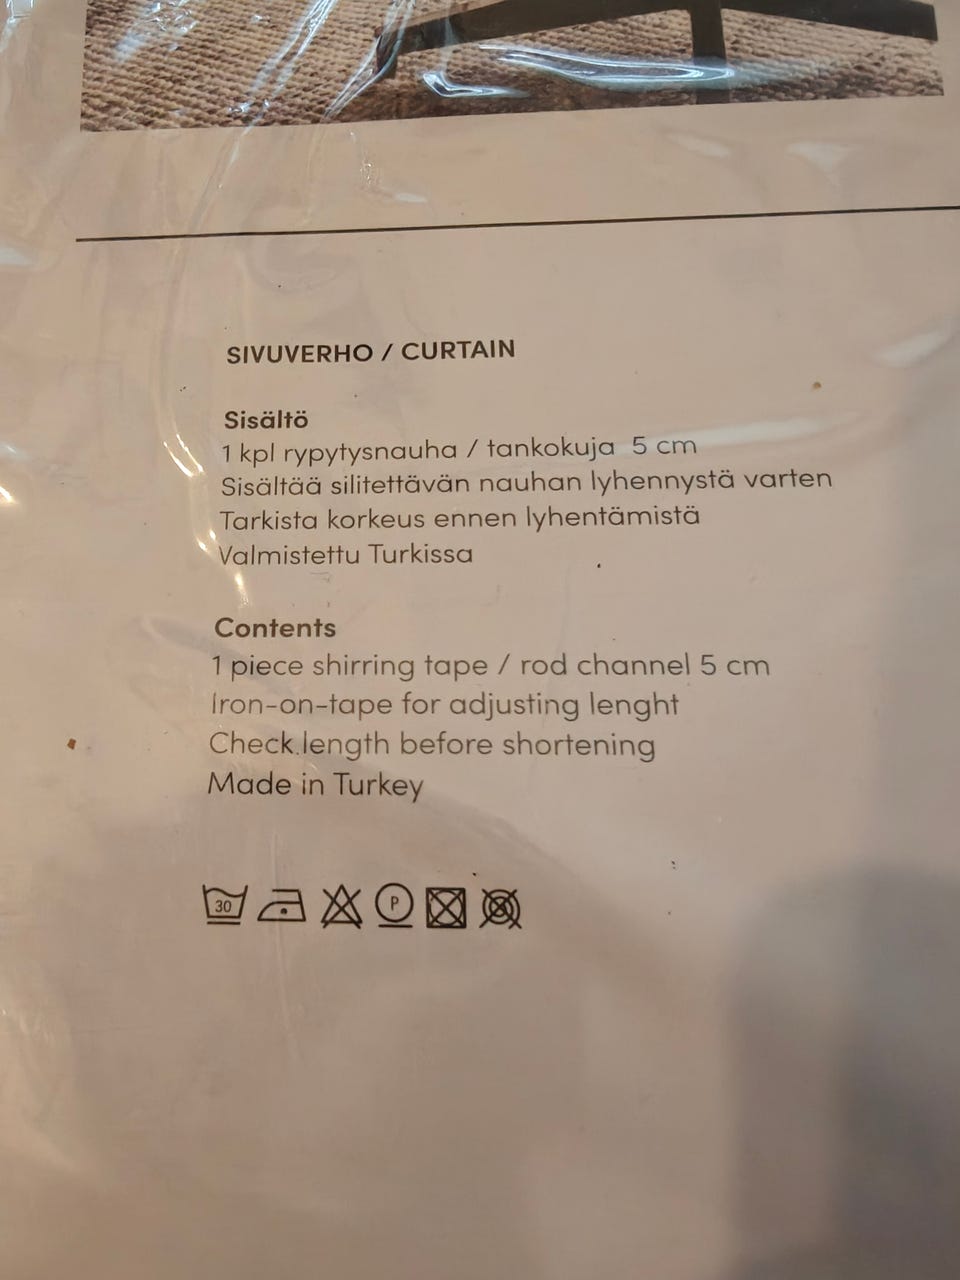 SIVUVERHO / CURTAIN
Sisältö
1 kpl rypytysnauha / tankokuja 5 cm
Sisältää silitettävän nauhan lyhennystä varten
Tarkista korkeus ennen lyhentämistä
Valmistettu Turkissa
Contents
1 piece shirring tape / rod channel 5 cm
Iron-on-tape for adjusting lenght
Check length before shortening
Made in Turkey
30 P